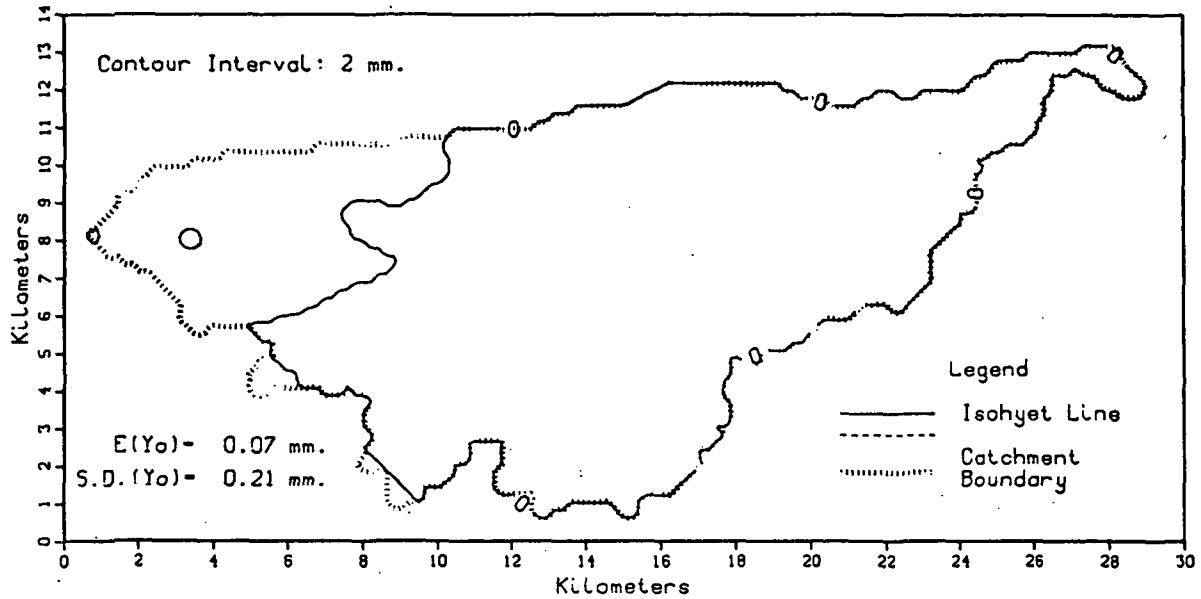 Contour Interval: 2 mm.
14
13
12
11
10
9
8
7
6
5
4
3
2
1
0
Kilometers
0
0
0
0
0
0
0
E(Yo)= 0.07 mm.
S.D.(Yo)= 0.21 mm.
Legend
Isohyet Line
Catchment
Boundary
0 2 4 6 8 10 12 14 16 18 20 22 24 26 28 30
Kilometers